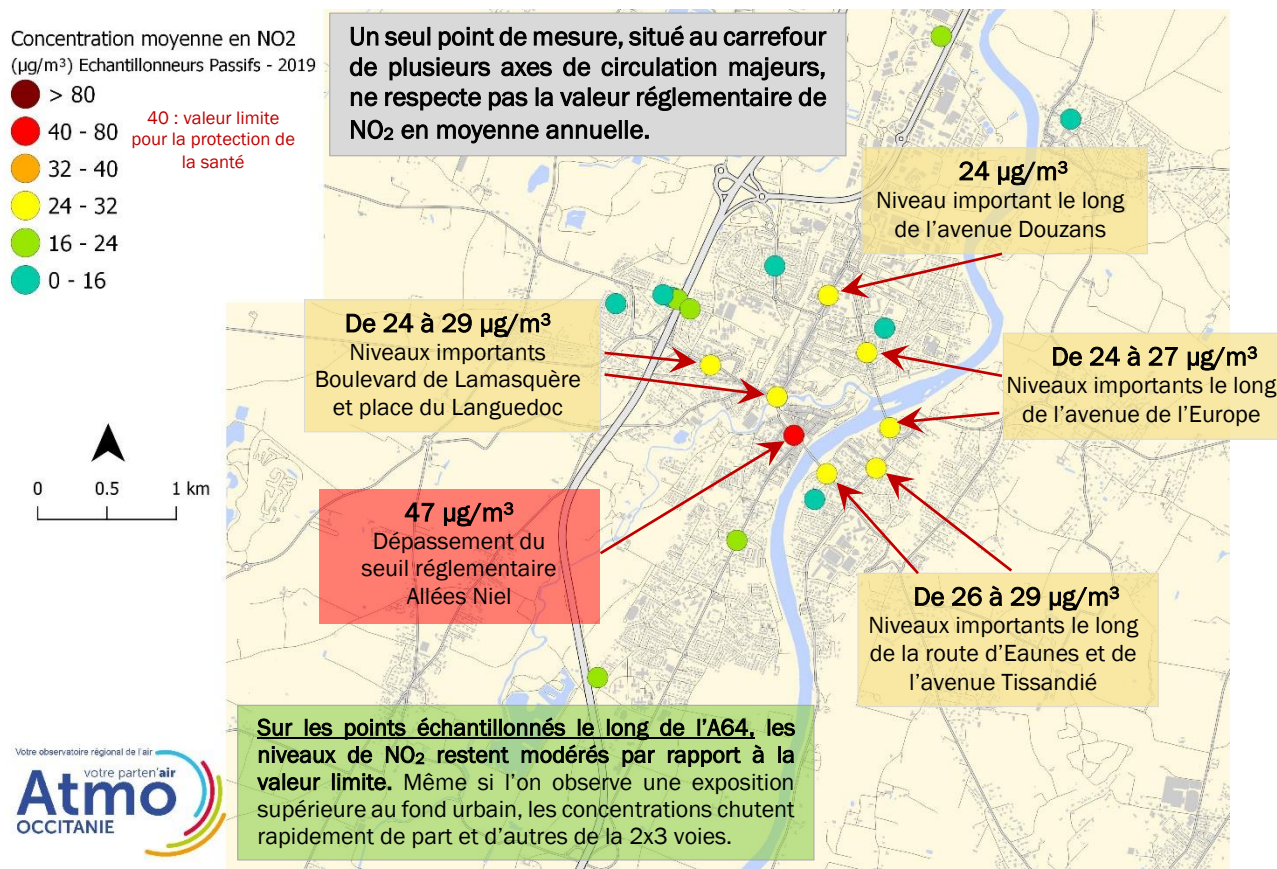 Concentration moyenne en NO2
(µg/m³) Echantillonneurs Passifs - 2019
> 80
40 - 80
32 - 40
24 - 32
16 - 24
0 - 16
40 : valeur limite
pour la protection de
la santé
Un seul point de mesure, situé au carrefour
de plusieurs axes de circulation majeurs,
ne respecte pas la valeur réglementaire de
NO₂ en moyenne annuelle.
24 µg/m³
Niveau important le long
de l’avenue Douzans
De 24 à 29 µg/m³
Niveaux importants
Boulevard de Lamasquère
et place du Languedoc
De 24 à 27 µg/m³
Niveaux importants le long
de l’avenue de l’Europe
0 0.5 1 km
47 µg/m³
Dépassement du
seuil réglementaire
Allées Niel
De 26 à 29 µg/m³
Niveaux importants le long
de la route d’Eaunes et de
l’avenue Tissandié
Sur les points échantillonnés le long de l’A64, les
niveaux de NO₂ restent modérés par rapport à la
valeur limite. Même si l’on observe une exposition
supérieure au fond urbain, les concentrations chutent
rapidement de part et d’autres de la 2x3 voies.
Votre observatoire régional de l’air
votre parten’air
Atmo
OCCITANIE